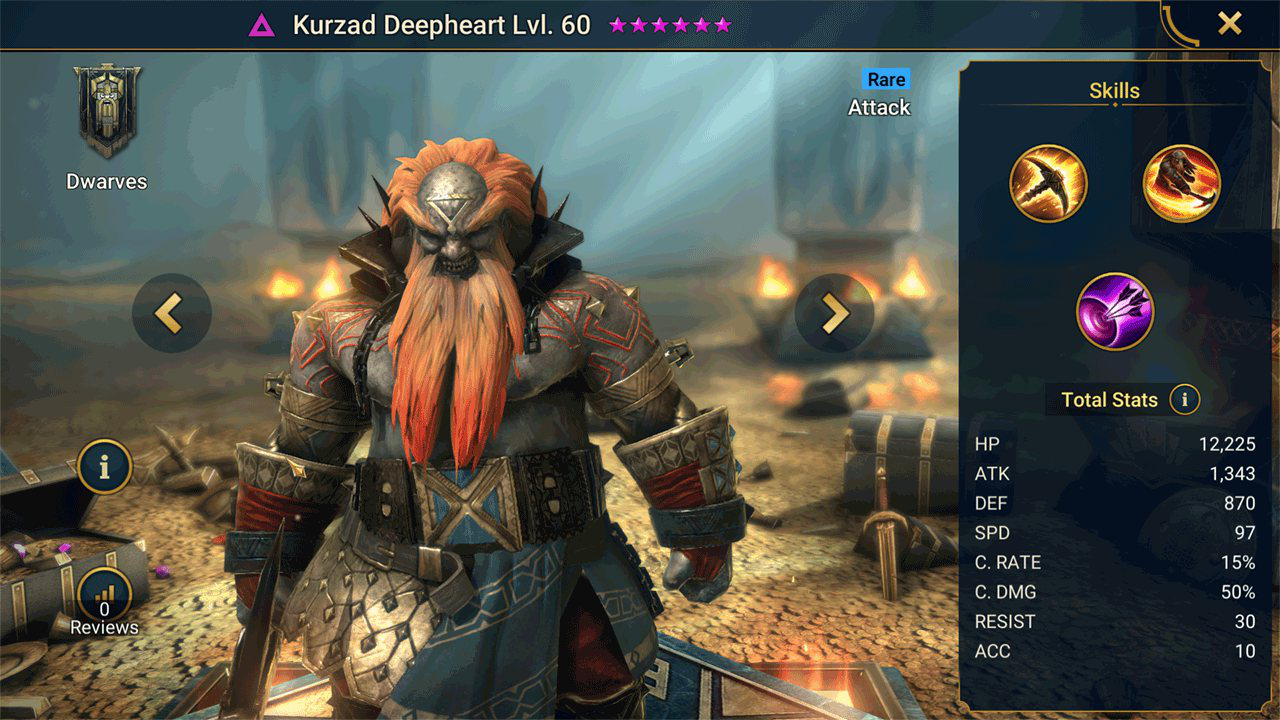 Kurzad Deepheart Lvl. 60
Rare
Attack
Dwarves
0
Reviews
Skills
Total Stats
HP 12,225
ATK 1,343
DEF 870
SPD 97
C. RATE 15%
C. DMG 50%
RESIST 30
ACC 10